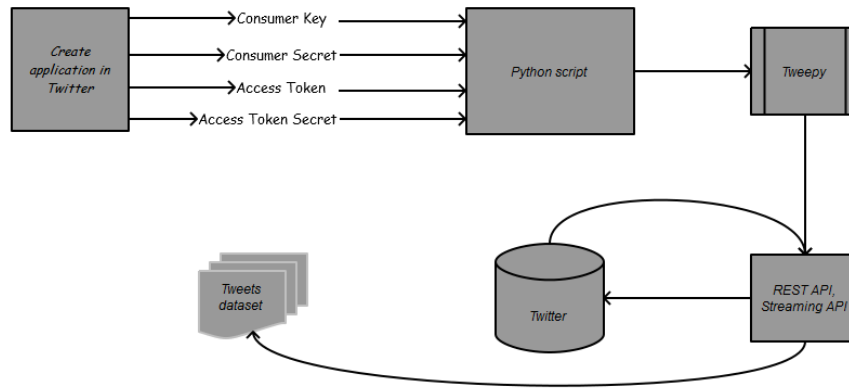 Create
application in
Twitter
Consumer Key
Consumer Secret
Access Token
Access Token Secret
Python script
Tweepy
REST API,
Streaming API
Twitter
Tweets
dataset